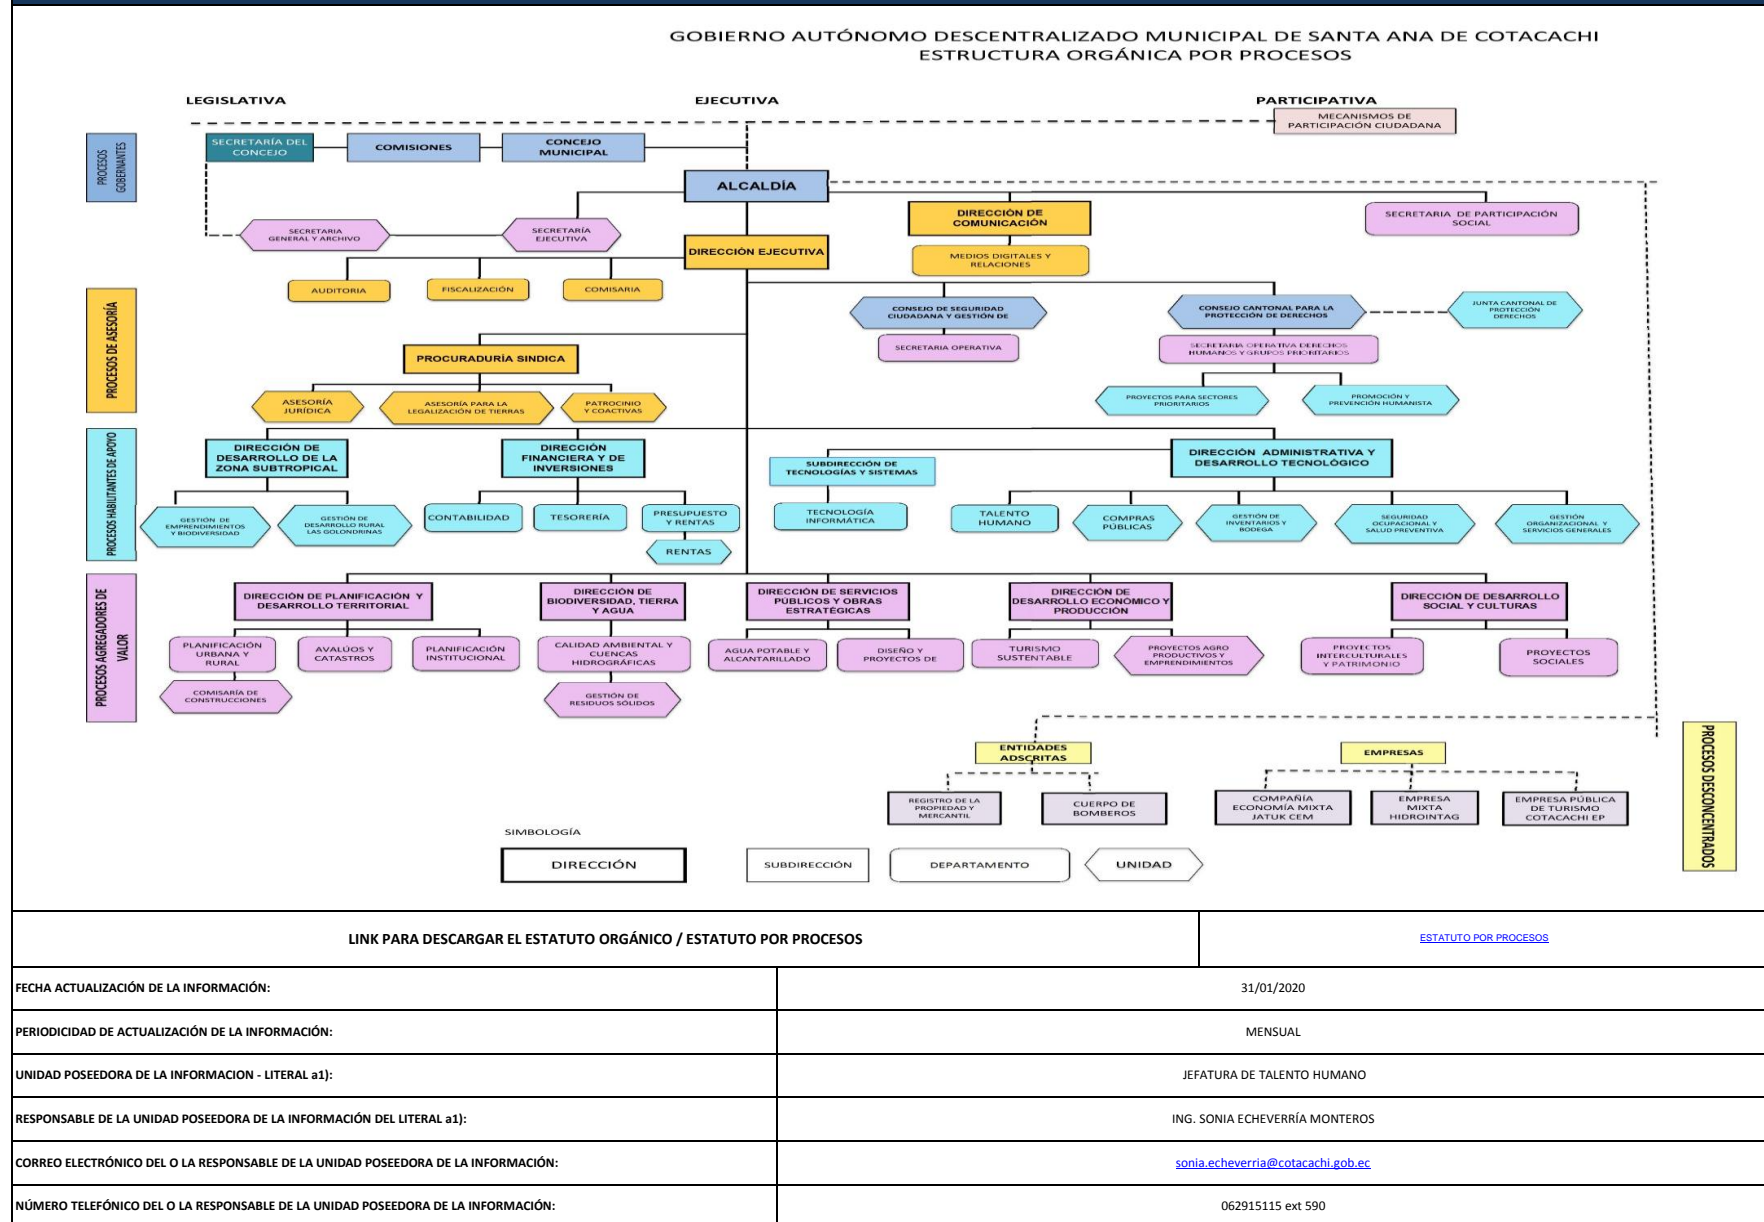 GOBIERNO AUTÓNOMO DESCENTRALIZADO MUNICIPAL DE SANTA ANA DE COTACACHI
ESTRUCTURA ORGÁNICA POR PROCESOS
LEGISLATIVA
EJECUTIVA
PARTICIPATIVA
MECANISMOS DE
PARTICIPACIÓN CIUDADANA
PROCESOS
GOBERNANTES
SECRETARÍA DEL
CONCEJO
COMISIONES
CONCEJO
MUNICIPAL
ALCALDÍA
SECRETARIA
GENERAL Y ARCHIVO
SECRETARÍA
EJECUTIVA
DIRECCIÓN DE
COMUNICACIÓN
SECRETARIA DE PARTICIPACIÓN
SOCIAL
DIRECCIÓN EJECUTIVA
MEDIOS DIGITALES Y
RELACIONES
AUDITORIA
FISCALIZACIÓN
COMISARIA
PROCESOS DE ASESORÍA
CONSEJO DE SEGURIDAD
CIUDADANA Y GESTIÓN DE
CONSEJO CANTONAL PARA LA
PROTECCIÓN DE DERECHOS
JUNTA CANTONAL DE
PROTECCIÓN
DERECHOS
SECRETARIA OPERATIVA
SECRETARIA OPERATIVA DERECHOS
HUMANOS Y GRUPOS PRIORITARIOS
PROCURADURÍA SINDICA
ASESORÍA
JURÍDICA
ASESORÍA PARA LA
LEGALIZACIÓN DE TIERRAS
PATROCINIO
Y COACTIVAS
PROYECTOS PARA SECTORES
PRIORITARIOS
PROMOCIÓN Y
PREVENCIÓN HUMANISTA
PROCESOS HABILITANTES DE APOYO
DIRECCIÓN DE
DESARROLLO DE LA
ZONA SUBTROPICAL
DIRECCIÓN
FINANCIERA Y DE
INVERSIONES
SUBDIRECCIÓN DE
TECNOLOGÍAS Y SISTEMAS
DIRECCIÓN ADMINISTRATIVA Y
DESARROLLO TECNOLÓGICO
GESTIÓN DE
EMPRENDIMIENTOS
Y BIODIVERSIDAD
GESTIÓN DE
DESARROLLO RURAL
LAS GOLONDRINAS
CONTABILIDAD
TESORERÍA
PRESUPUESTO
Y RENTAS
RENTAS
TECNOLOGÍA
INFORMÁTICA
TALENTO
HUMANO
COMPRAS
PÚBLICAS
GESTIÓN DE
INVENTARIOS Y
BODEGA
SEGURIDAD
OCUPACIONAL Y
SALUD PREVENTIVA
GESTIÓN
ORGANIZACIONAL Y
SERVICIOS GENERALES
PROCESOS AGREGADORES DE
VALOR
DIRECCIÓN DE PLANIFICACIÓN Y
DESARROLLO TERRITORIAL
DIRECCIÓN DE
BIODIVERSIDAD, TIERRA
Y AGUA
DIRECCIÓN DE SERVICIOS
PÚBLICOS Y OBRAS
ESTRATÉGICAS
DIRECCIÓN DE
DESARROLLO ECONÓMICO Y
PRODUCCIÓN
DIRECCIÓN DE DESARROLLO
SOCIAL Y CULTURAS
PLANIFICACIÓN
URBANA Y
RURAL
AVALÚOS Y
CATASTROS
PLANIFICACIÓN
INSTITUCIONAL
CALIDAD AMBIENTAL Y
CUENCAS
HIDROGRÁFICAS
AGUA POTABLE Y
ALCANTARILLADO
DISEÑO Y
PROYECTOS DE
TURISMO
SUSTENTABLE
PROYECTOS AGRO
PRODUCTIVOS Y
EMPRENDIMIENTOS
PROYECTOS
INTERCULTURALES
Y PATRIMONIO
PROYECTOS
SOCIALES
COMISARÍA DE
CONSTRUCCIONES
GESTIÓN DE
RESIDUOS SÓLIDOS
PROCESOS DESCONCENTRADOS
ENTIDADES
ADSCRITAS
EMPRESAS
REGISTRO DE LA
PROPIEDAD Y
MERCANTIL
CUERPO DE
BOMBEROS
COMPAÑÍA
ECONOMÍA MIXTA
JATUK CEM
EMPRESA
MIXTA
HIDROINTAG
EMPRESA PÚBLICA
DE TURISMO
COTACACHI EP
SIMBOLOGÍA
DIRECCIÓN
SUBDIRECCIÓN
DEPARTAMENTO
UNIDAD
LINK PARA DESCARGAR EL ESTATUTO ORGÁNICO / ESTATUTO POR PROCESOS
ESTATUTO POR PROCESOS
FECHA ACTUALIZACIÓN DE LA INFORMACIÓN:
31/01/2020
PERIODICIDAD DE ACTUALIZACIÓN DE LA INFORMACIÓN:
MENSUAL
UNIDAD POSEEDORA DE LA INFORMACION - LITERAL a1):
JEFATURA DE TALENTO HUMANO
RESPONSABLE DE LA UNIDAD POSEEDORA DE LA INFORMACIÓN DEL LITERAL a1):
ING. SONIA ECHEVERRÍA MONTEROS
CORREO ELECTRÓNICO DEL O LA RESPONSABLE DE LA UNIDAD POSEEDORA DE LA INFORMACIÓN:
sonia.echeverria@cotacachi.gob.ec
NÚMERO TELEFÓNICO DEL O LA RESPONSABLE DE LA UNIDAD POSEEDORA DE LA INFORMACIÓN:
062915115 ext 590